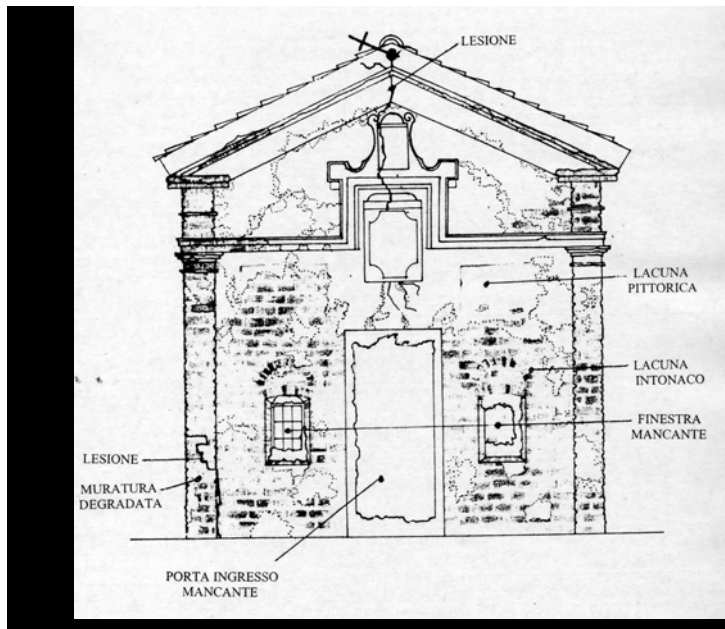 LESIONE
LACUNA
PITTORICA
LACUNA
INTONACO
FINESTRA
MANCANTE
LESIONE
MURATURA
DEGRADATA
PORTA INGRESSO
MANCANTE